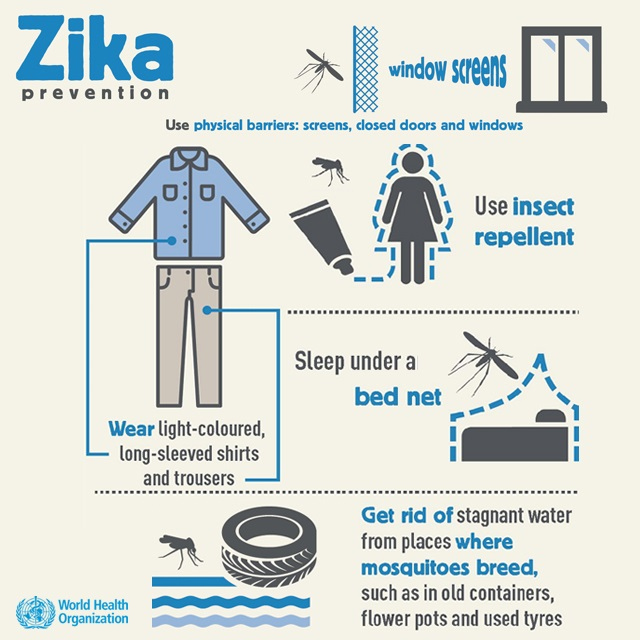 Zika
prevention
window screens
Use physical barriers: screens, closed doors and windows
Use insect
repellent
Sleep under a
bed net
Wear light-coloured,
long-sleeved shirts
and trousers
Get rid of stagnant water
from places where
mosquitoes breed,
such as in old containers,
flower pots and used tyres
World Health
Organization